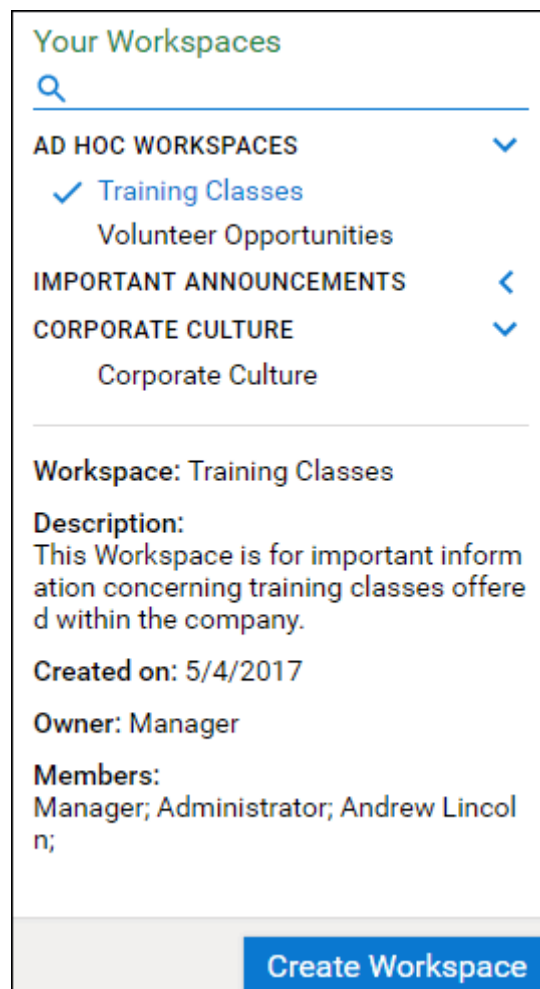 Your Workspaces
AD HOC WORKSPACES
Training Classes
Volunteer Opportunities
IMPORTANT ANNOUNCEMENTS
CORPORATE CULTURE
Corporate Culture
Workspace: Training Classes
Description:
This Workspace is for important inform
ation concerning training classes offere
d within the company.
Created on: 5/4/2017
Owner: Manager
Members:
Manager; Administrator; Andrew Lincol
n;
Create Workspace